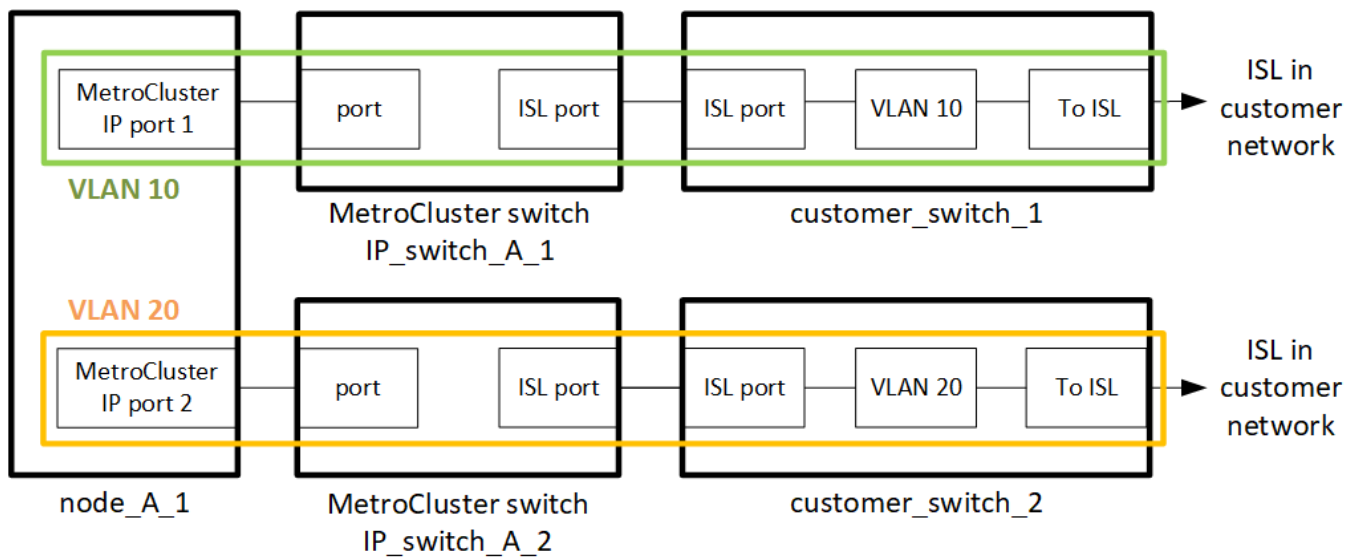 MetroCluster
IP port 1
port
ISL port
ISL port
VLAN 10
To ISL
ISL in
customer
network
VLAN 10
MetroCluster switch
IP_switch_A_1
customer_switch_1
VLAN 20
MetroCluster
IP port 2
port
ISL port
ISL port
VLAN 20
To ISL
ISL in
customer
network
node_A_1
MetroCluster switch
IP_switch_A_2
customer_switch_2